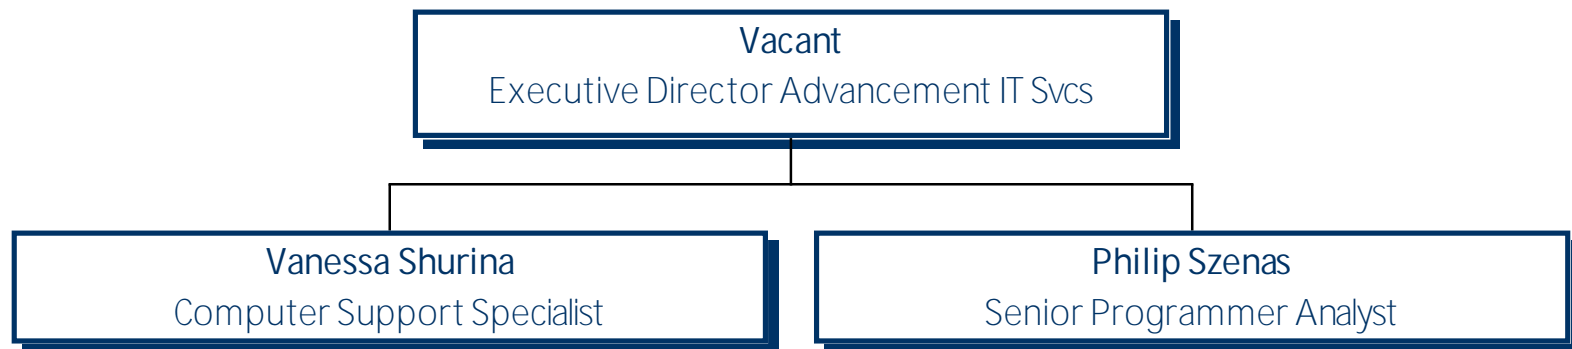 Vacant
Executive Director Advancement IT Svcs
Vanessa Shurina
Computer Support Specialist
Philip Szenas
Senior Programmer Analyst